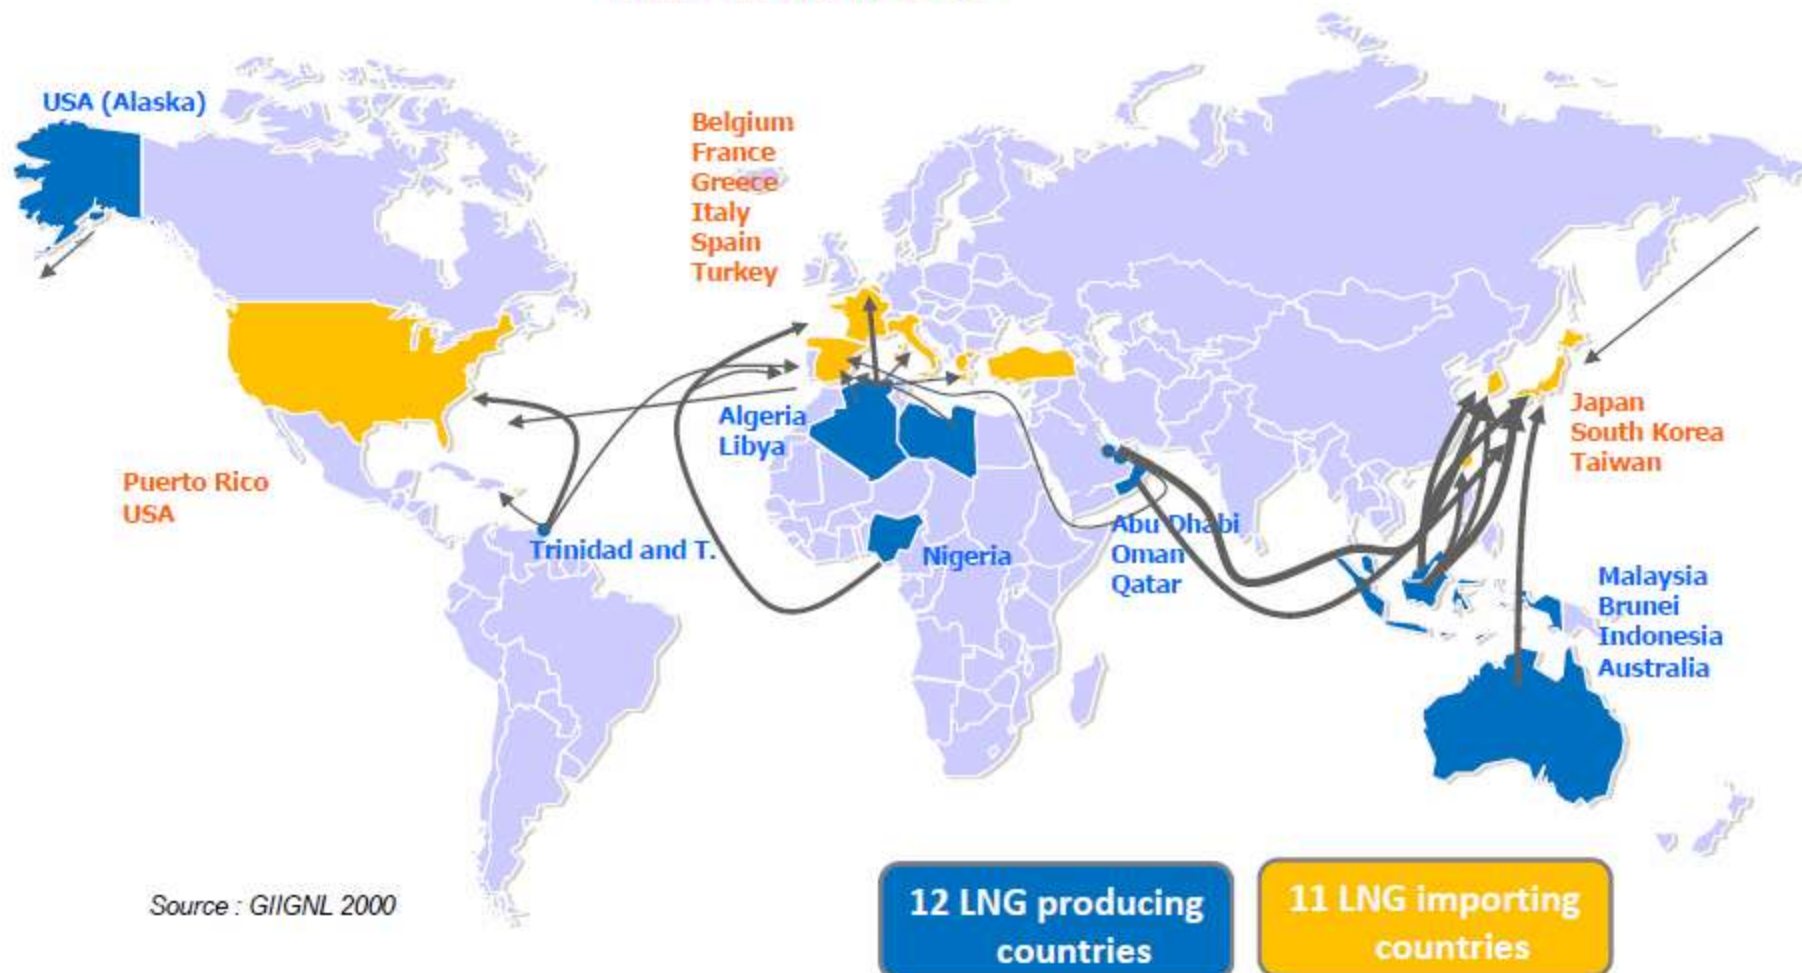 USA (Alaska)
Belgium
France
Greece
Italy
Spain
Turkey
Algeria
Libya
Puerto Rico
USA
Trinidad and T.
Nigeria
Abu Dhabi
Oman
Qatar
Japan
South Korea
Taiwan
Malaysia
Brunei
Indonesia
Australia
Source : GIIGNL 2000
12 LNG producing
countries
11 LNG importing
countries